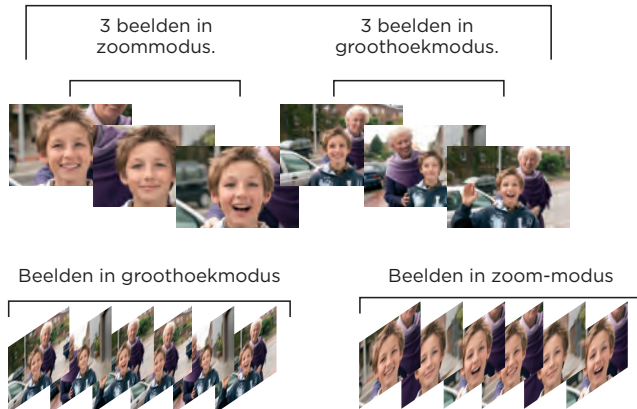 3 beelden in
zoommodus.
3 beelden in
groothoekmodus.
Beelden in groothoekmodus
Beelden in zoom-modus